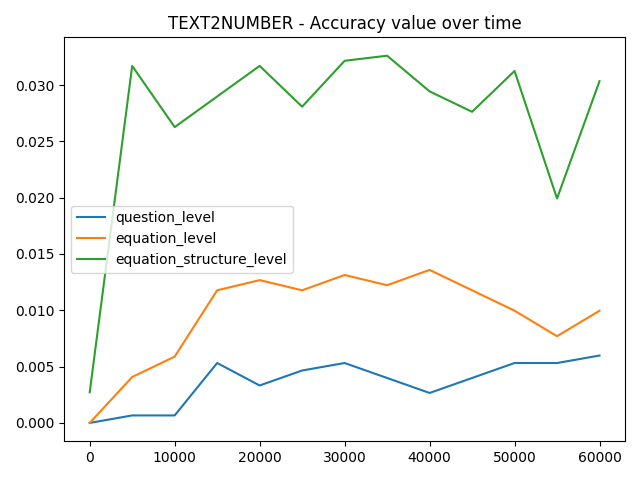 TEXT2NUMBER - Accuracy value over time
0.030
0.025
0.020
0.015
0.010
0.005
0.000
question_level
equation_level
equation_structure_level
0 10000 20000 30000 40000 50000 60000